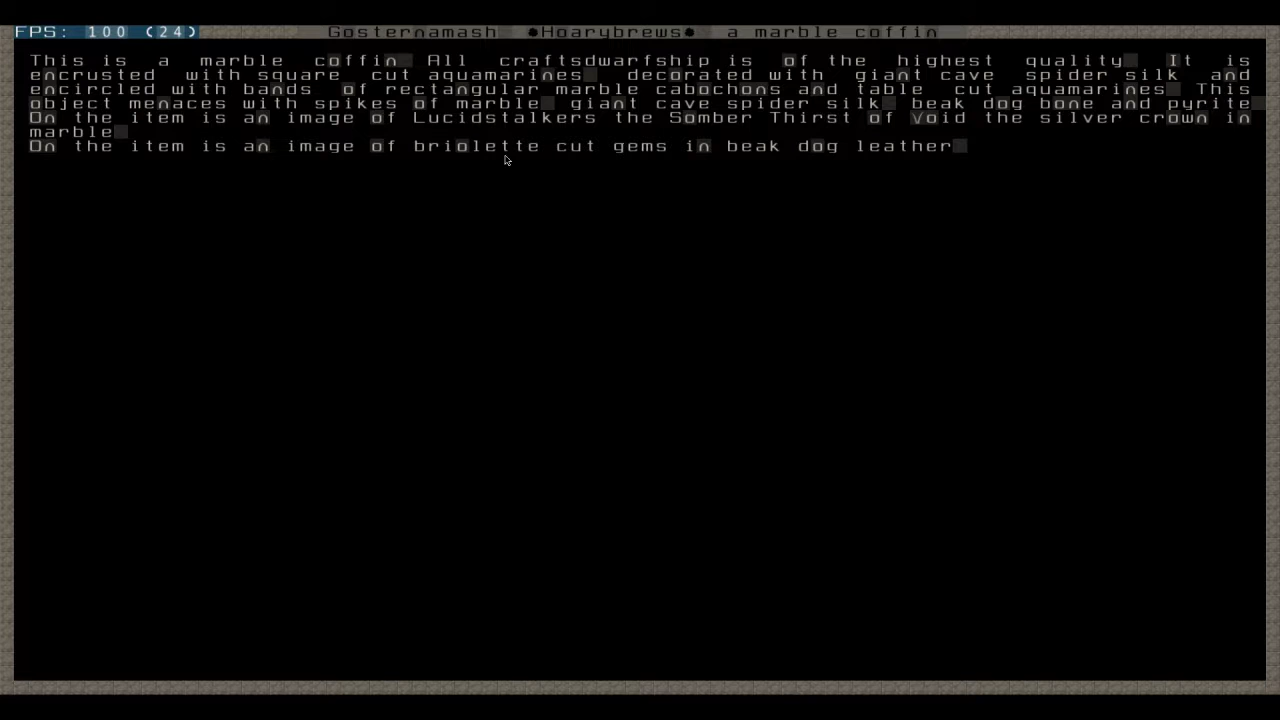 FPS: 100 (24) Gosternamash ●Hoarybrews● a marble coffin
This is a marble coffin All craftsdwarfship is of the highest quality It is
encrusted with square cut aquamarines decorated with giant cave spider silk and
encircled with bands of rectangular marble cabochons and table cut aquamarines This
object menaces with spikes of marble giant cave spider silk beak dog bone and pyrite
On the item is an image of Lucidstalkers the Somber Thirst of Void the silver crown in
marble
On the item is an image of briolette cut gems in beak dog leather